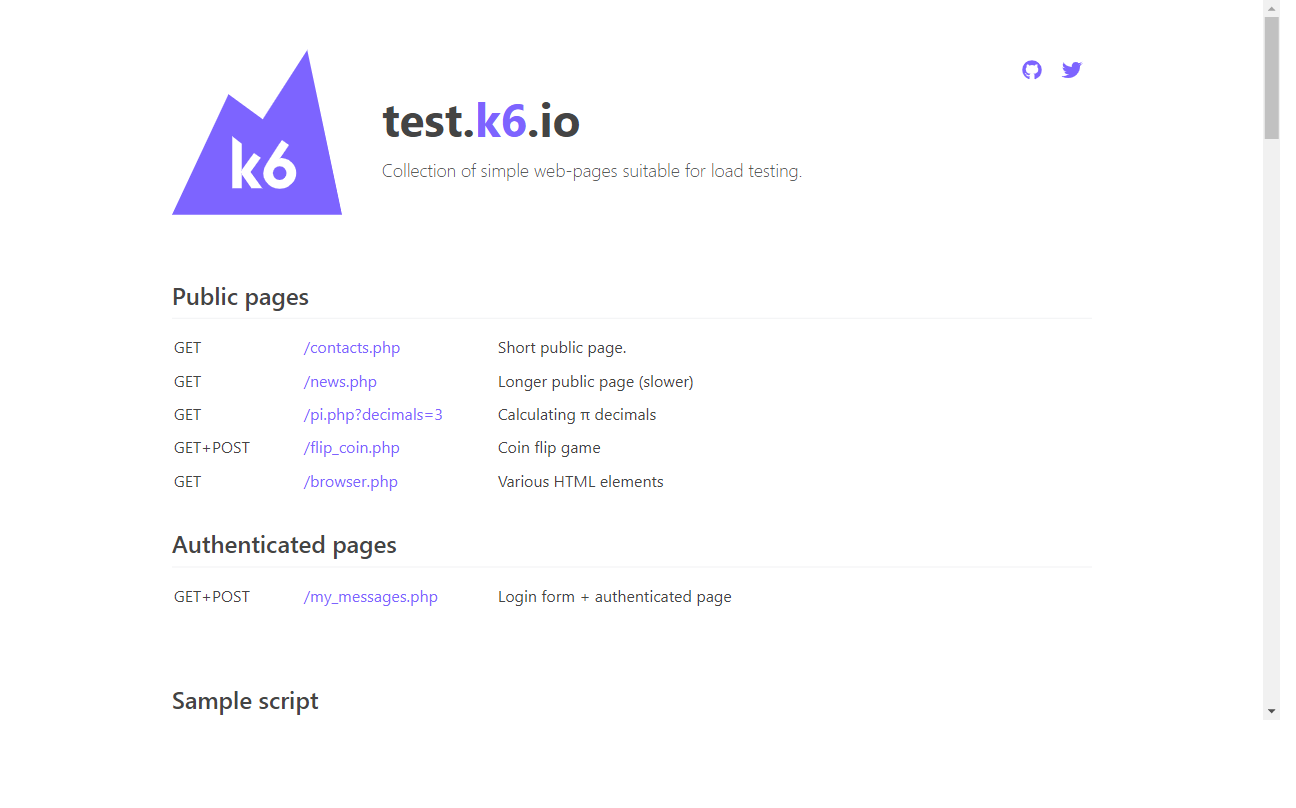 k6
test.k6.io
Collection of simple web-pages suitable for load testing.
Public pages
GET /contacts.php Short public page.
GET /news.php Longer public page (slower)
GET /pi.php?decimals=3 Calculating π decimals
GET+POST /flip_coin.php Coin flip game
GET /browser.php Various HTML elements
Authenticated pages
GET+POST /my_messages.php Login form + authenticated page
Sample script